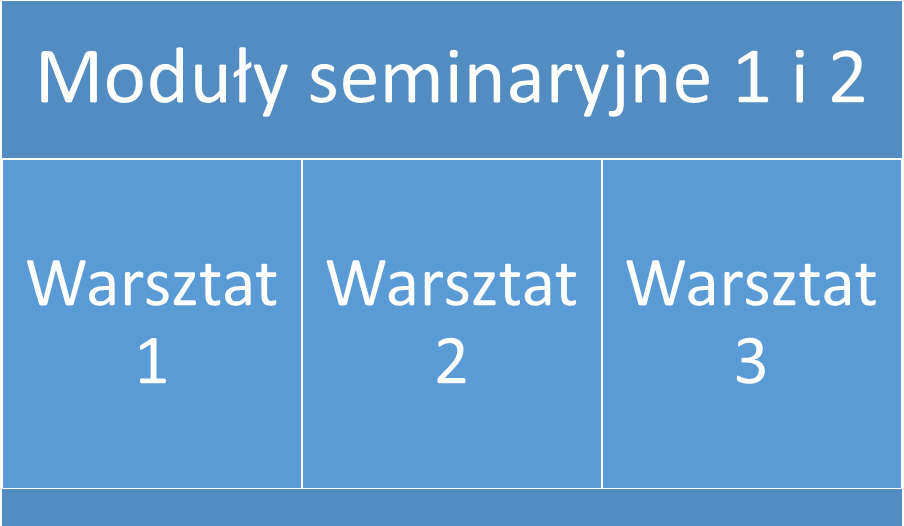 Moduły seminaryjne 1 i 2
Warsztat
1
Warsztat
2
Warsztat
3